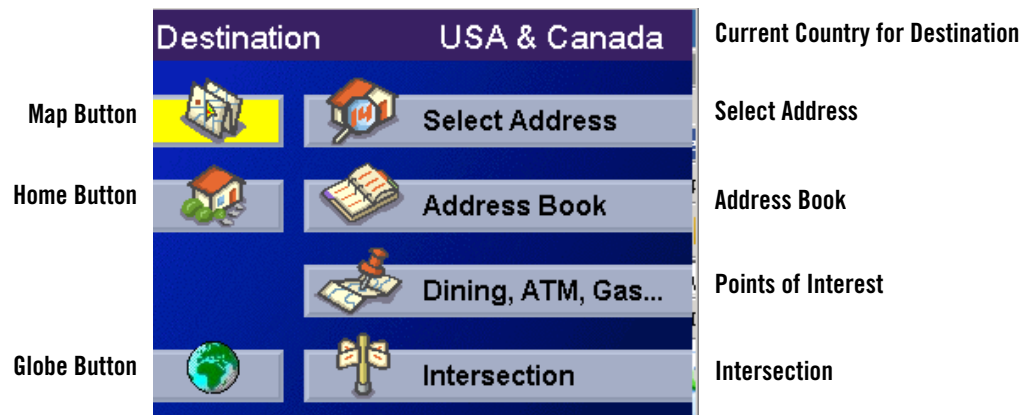 Destination USA & Canada Current Country for Destination
Map Button Select Address Select Address
Home Button Address Book Address Book
Dining, ATM, Gas... Points of Interest
Globe Button Intersection Intersection